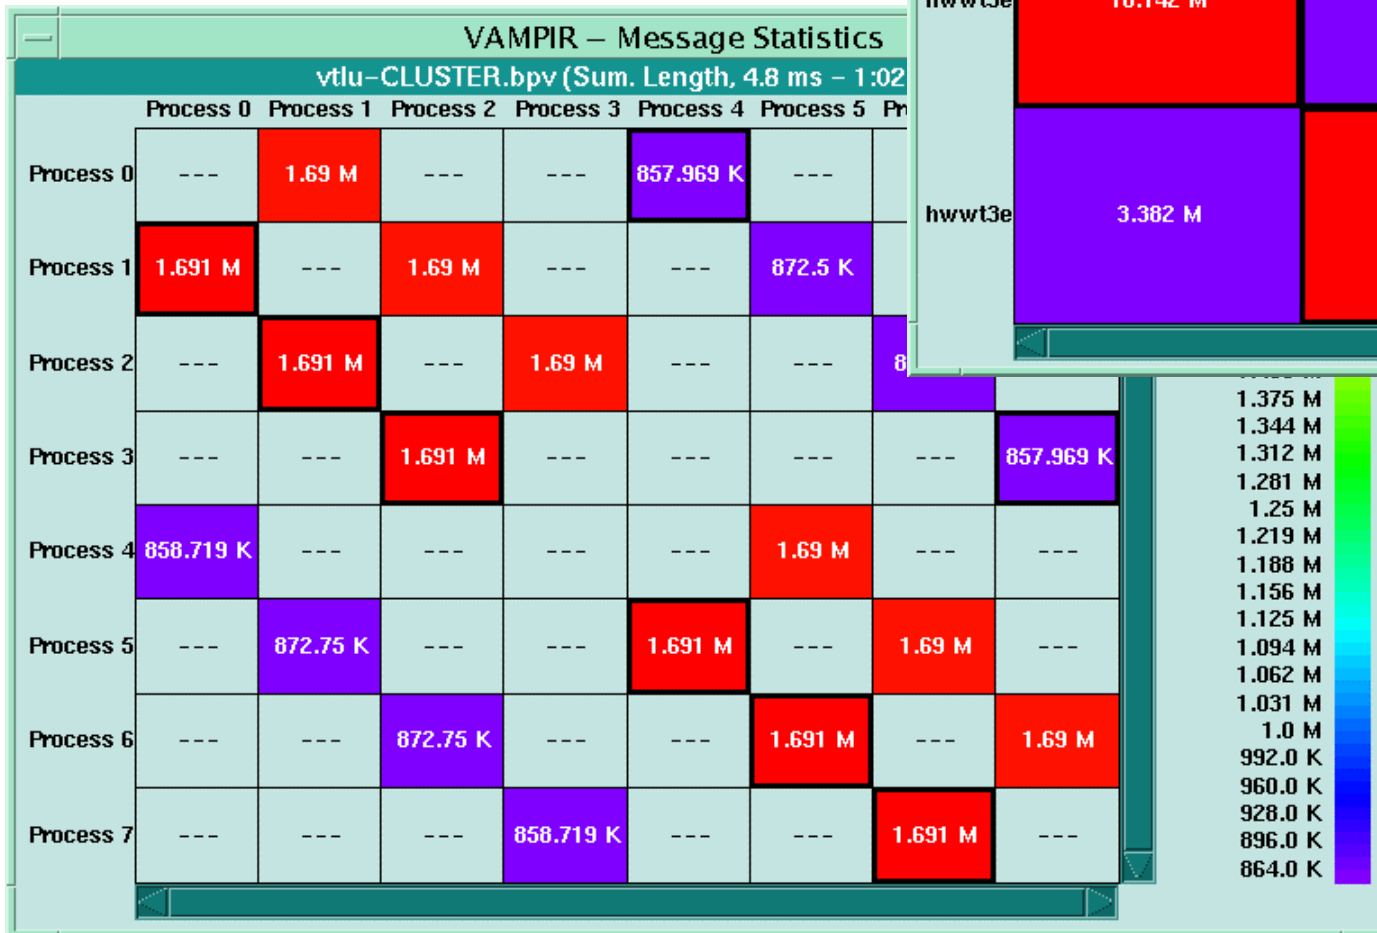 VAMPIR – Message Statistics
vtlu-CLUSTER.bpv (Sum. Length, 4.8 ms – 1:02
Process 0 Process 1 Process 2 Process 3 Process 4 Process 5
Process 0 --- 1.69 M --- --- 857.969 K ---
Process 1 1.691 M --- 1.69 M --- --- 872.5 K
Process 2 --- 1.691 M --- 1.69 M --- --- 8
Process 3 --- --- 1.691 M --- --- --- --- 857.969 K
Process 4 858.719 K --- --- --- --- 1.69 M --- ---
Process 5 --- 872.75 K --- --- 1.691 M --- 1.69 M ---
Process 6 --- --- 872.75 K --- --- 1.691 M --- 1.69 M
Process 7 --- --- --- 858.719 K --- --- 1.691 M ---
hwwt3e
hwwt3e 3.382 M
1.375 M
1.344 M
1.312 M
1.281 M
1.25 M
1.219 M
1.188 M
1.156 M
1.125 M
1.094 M
1.062 M
1.031 M
1.0 M
992.0 K
960.0 K
928.0 K
896.0 K
864.0 K